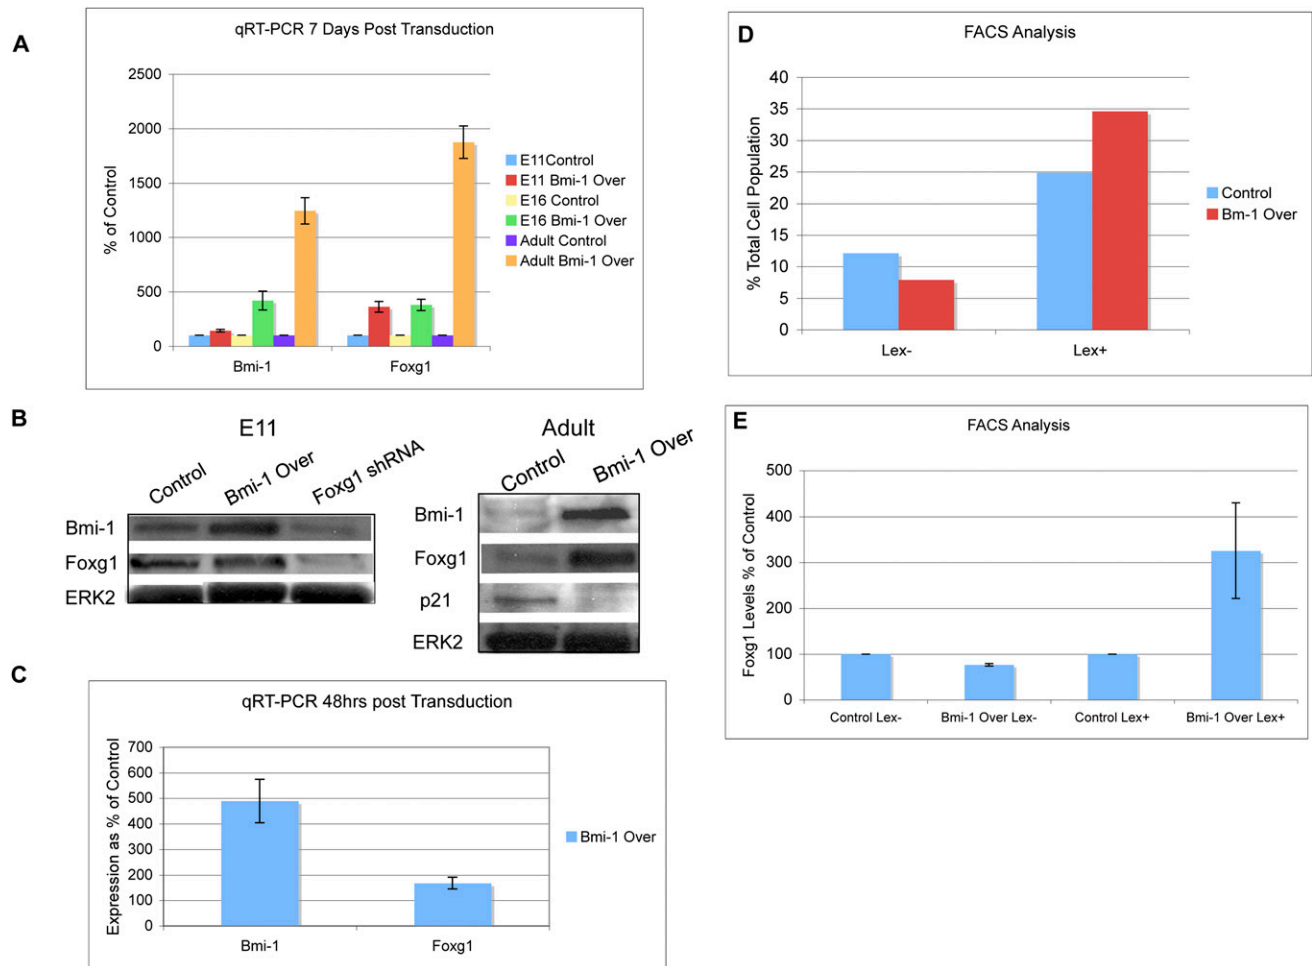 A
qRT-PCR 7 Days Post Transduction
% of Control
2500
2000
1500
1000
500
0
Bmi-1
Foxg1
E11Control
E11 Bmi-1 Over
E16 Control
E16 Bmi-1 Over
Adult Control
Adult Bmi-1 Over
B
E11
Control
Bmi-1 Over
Foxg1 shRNA
Bmi-1
Foxg1
ERK2
Adult
Control
Bmi-1 Over
Bmi-1
Foxg1
p21
ERK2
C
qRT-PCR 48hrs post Transduction
Expression as % of Control
700
600
500
400
300
200
100
0
Bmi-1
Foxg1
Bmi-1 Over
D
FACS Analysis
% Total Cell Population
40
35
30
25
20
15
10
5
0
Lex-
Lex+
Control
Bm-1 Over
E
FACS Analysis
Foxg1 Levels % of Control
500
400
300
200
100
0
Control Lex-
Bmi-1 Over Lex-
Control Lex+
Bmi-1 Over Lex+